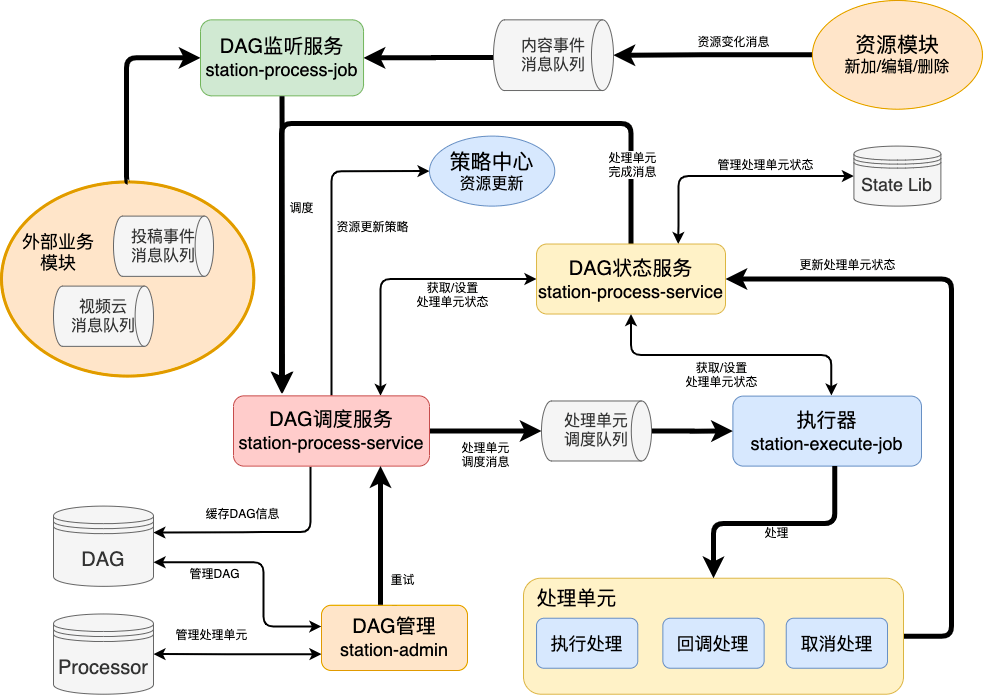 DAG监听服务
station-process-job
内容事件
消息队列
资源变化消息
资源模块
新加/编辑/删除
处理单元
完成消息
策略中心
资源更新
管理处理单元状态
State Lib
调度
资源更新策略
外部业务
模块
投稿事件
消息队列
视频云
消息队列
DAG状态服务
station-process-service
更新处理单元状态
获取/设置
处理单元状态
获取/设置
处理单元状态
DAG调度服务
station-process-service
处理单元
调度消息
处理单元
调度队列
执行器
station-execute-job
缓存DAG信息
DAG
管理DAG
重试
处理
DAG管理
station-admin
管理处理单元
Processor
处理单元
执行处理
回调处理
取消处理